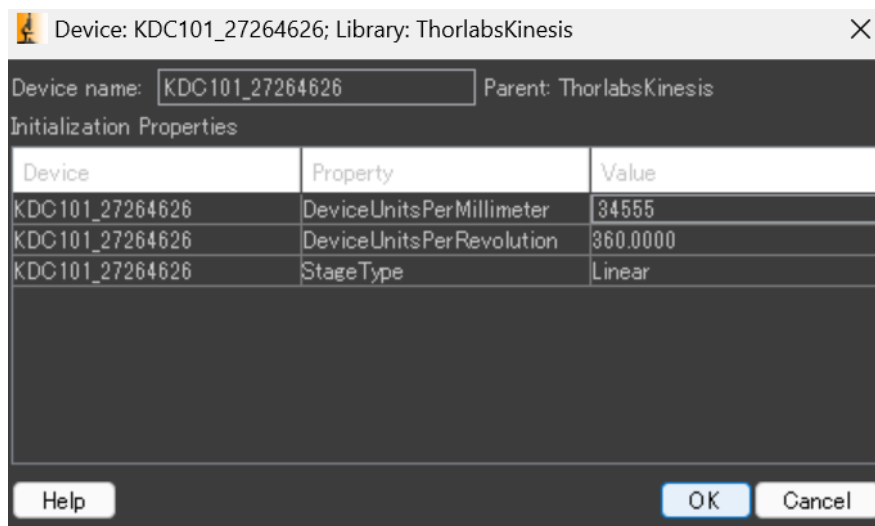 Device: KDC101_27264626; Library: ThorlabsKinesis
Device name: KDC101_27264626 Parent: ThorlabsKinesis
Initialization Properties
Device Property Value
KDC101_27264626 DeviceUnitsPerMillimeter 34555
KDC101_27264626 DeviceUnitsPerRevolution 360.0000
KDC101_27264626 StageType Linear
Help OK Cancel